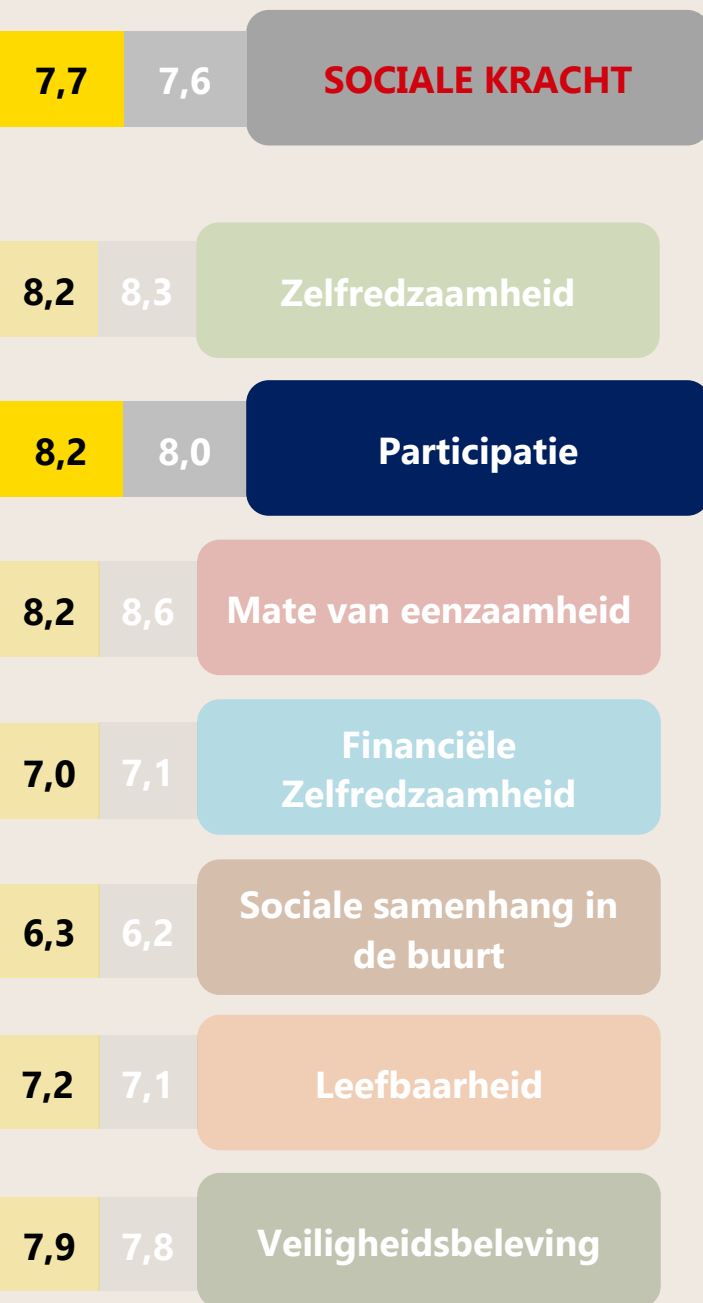 7,7 7,6 SOCIALE KRACHT
8,2 8,3 Zelfredzaamheid
8,2 8,0 Participatie
8,2 8,6 Mate van eenzaamheid
7,0 7,1 Financiële
Zelfredzaamheid
6,3 6,2 Sociale samenhang in
de buurt
7,2 7,1 Leefbaarheid
7,9 7,8 Veiligheidsbeleving